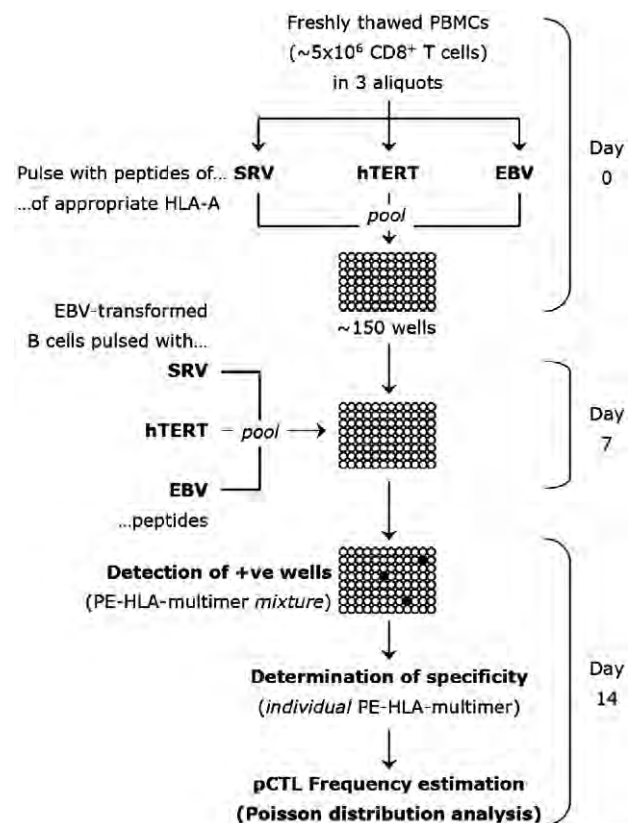 Freshly thawed PBMCs
(~5x10⁶ CD8⁺ T cells)
in 3 aliquots
Pulse with peptides of... SRV hTERT EBV
...of appropriate HLA-A
pool
Day
0
~150 wells
EBV-transformed
B cells pulsed with...
SRV
hTERT
pool
EBV
...peptides
Day
7
Detection of +ve wells
(PE-HLA-multimer mixture)
Determination of specificity
(individual PE-HLA-multimer)
Day
14
pCTL Frequency estimation
(Poisson distribution analysis)